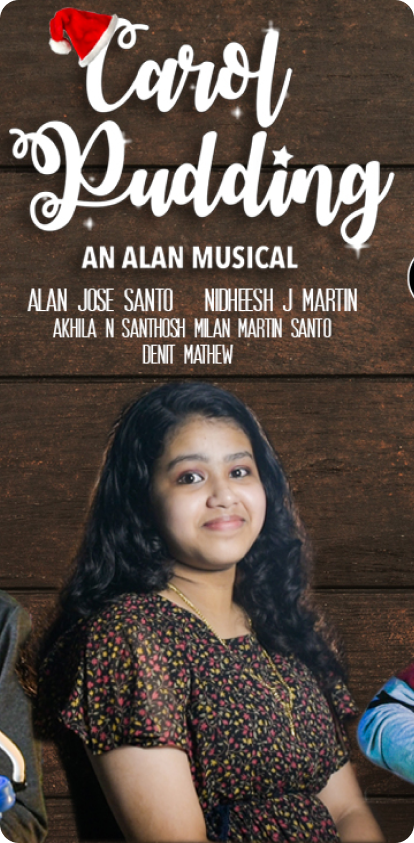 Carol
Pudding
AN ALAN MUSICAL
ALAN JOSE SANTO NIDHEESH J MARTIN
AKHILA N SANTHOSH MILAN MARTIN SANTO
DENIT MATHEW